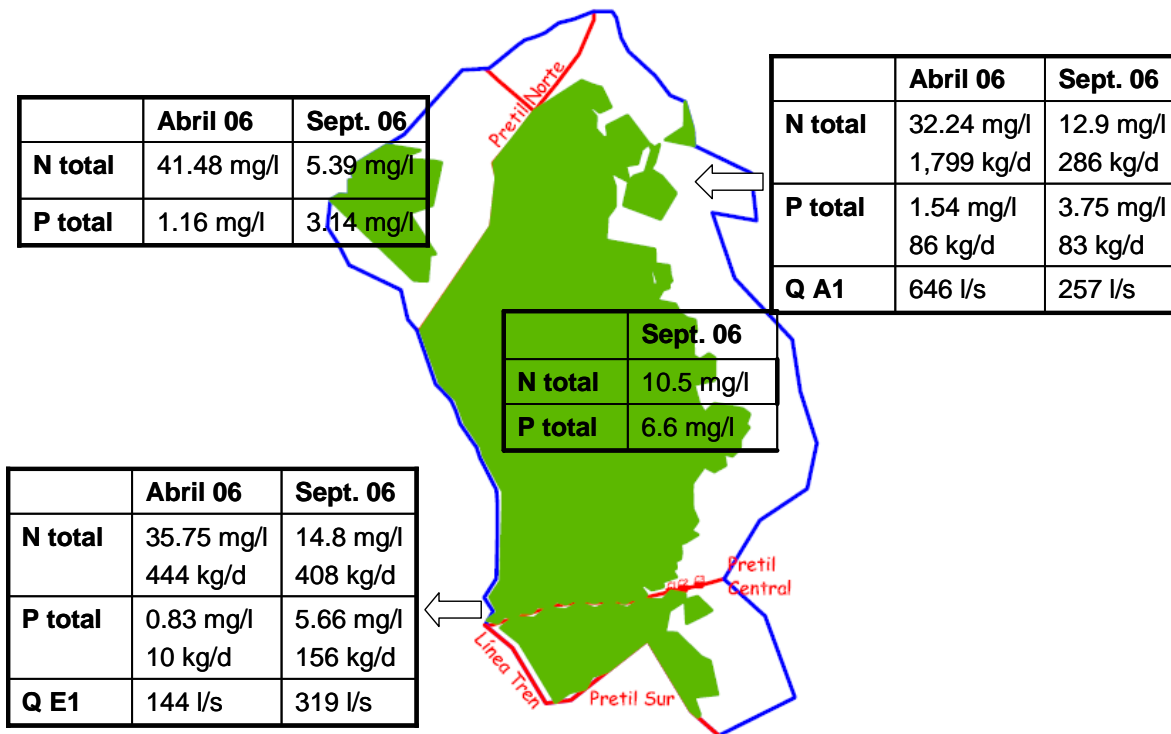 Abril 06 Sept. 06
N total 41.48 mg/l 5.39 mg/l
P total 1.16 mg/l 3.14 mg/l
Pretil Norte
Abril 06 Sept. 06
N total 32.24 mg/l 12.9 mg/l
1,799 kg/d 286 kg/d
P total 1.54 mg/l 3.75 mg/l
86 kg/d 83 kg/d
Q A1 646 l/s 257 l/s
Sept. 06
N total 10.5 mg/l
P total 6.6 mg/l
Abril 06 Sept. 06
N total 35.75 mg/l 14.8 mg/l
444 kg/d 408 kg/d
P total 0.83 mg/l 5.66 mg/l
10 kg/d 156 kg/d
Q E1 144 l/s 319 l/s
Pretil
Central
Línea Tren
Pretil Sur